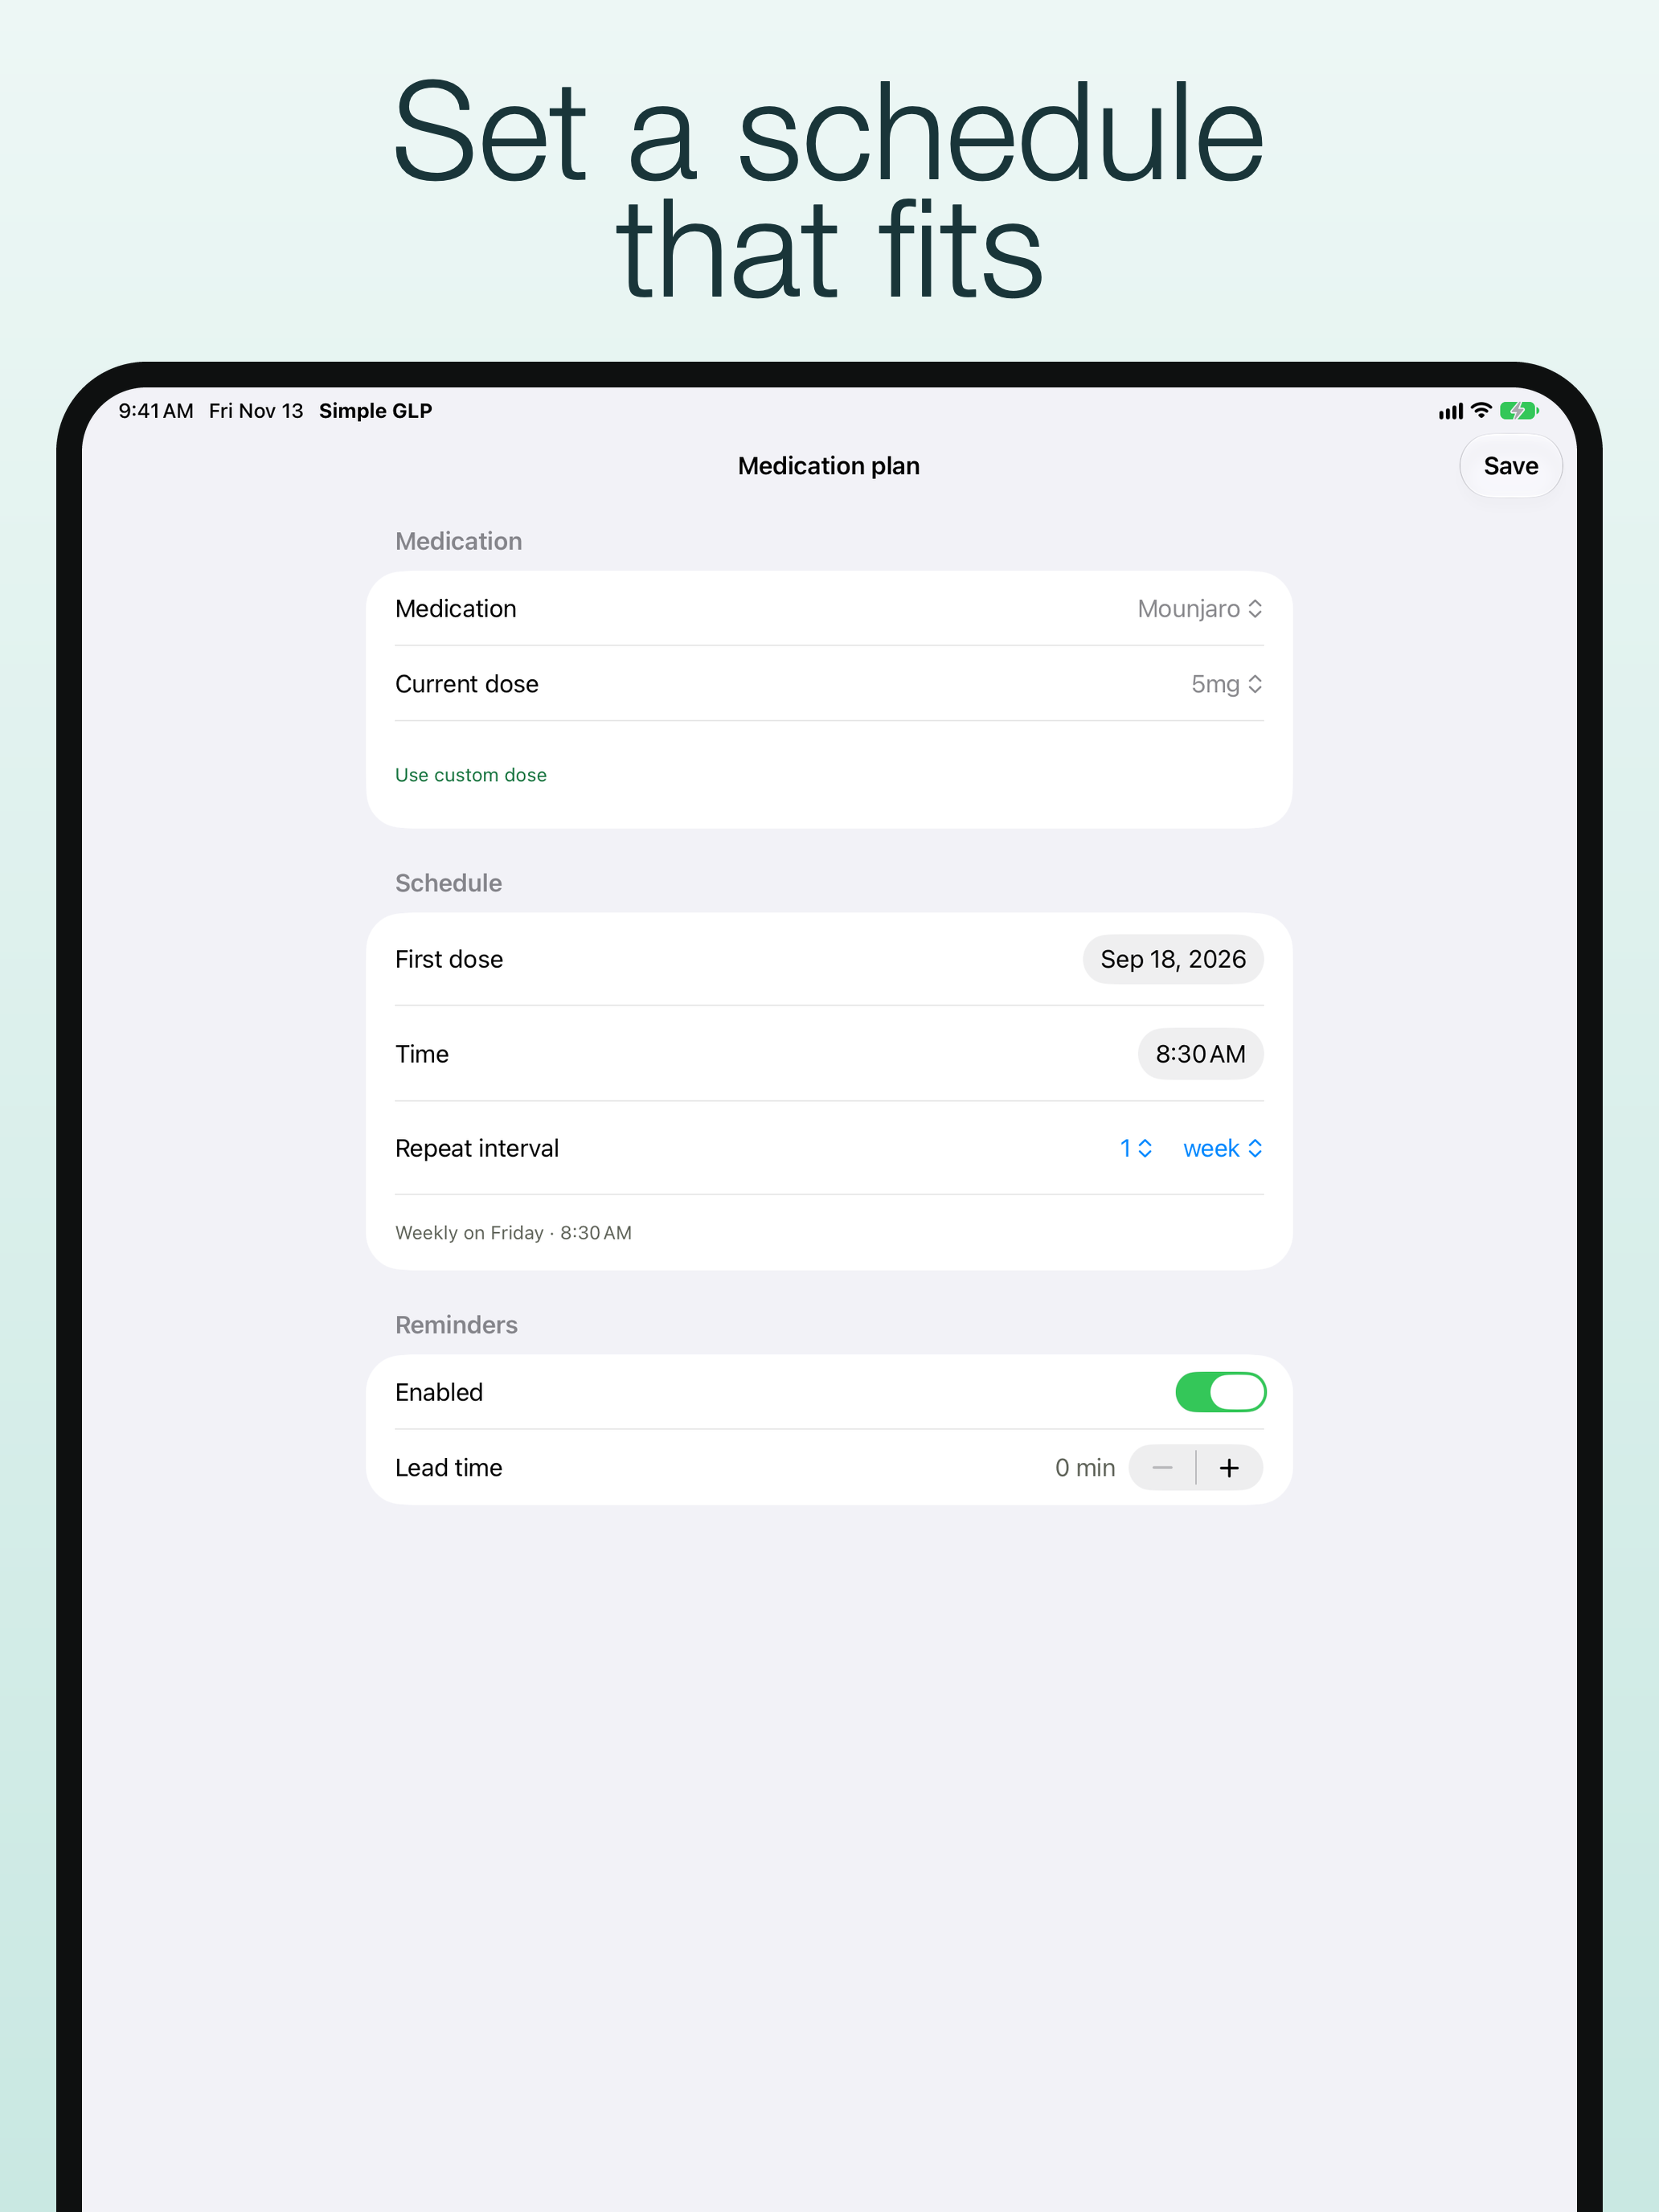 Set a schedule
that fits
9:41 AM Fri Nov 13 Simple GLP
Medication plan
Save
Medication
Medication Mounjaro
Current dose 5mg
Use custom dose
Schedule
First dose Sep 18, 2026
Time 8:30 AM
Repeat interval 1 week
Weekly on Friday · 8:30 AM
Reminders
Enabled
Lead time 0 min